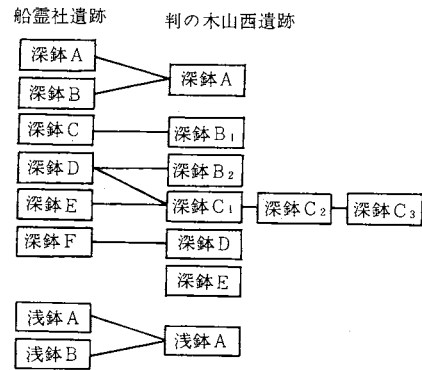 船霊社遺跡 判の木山西遺跡
深鉢A
深鉢A
深鉢B
深鉢C 深鉢B₁
深鉢D 深鉢B₂
深鉢E 深鉢C₁ 深鉢C₂ 深鉢C₃
深鉢F 深鉢D
深鉢E
浅鉢A
浅鉢A
浅鉢B